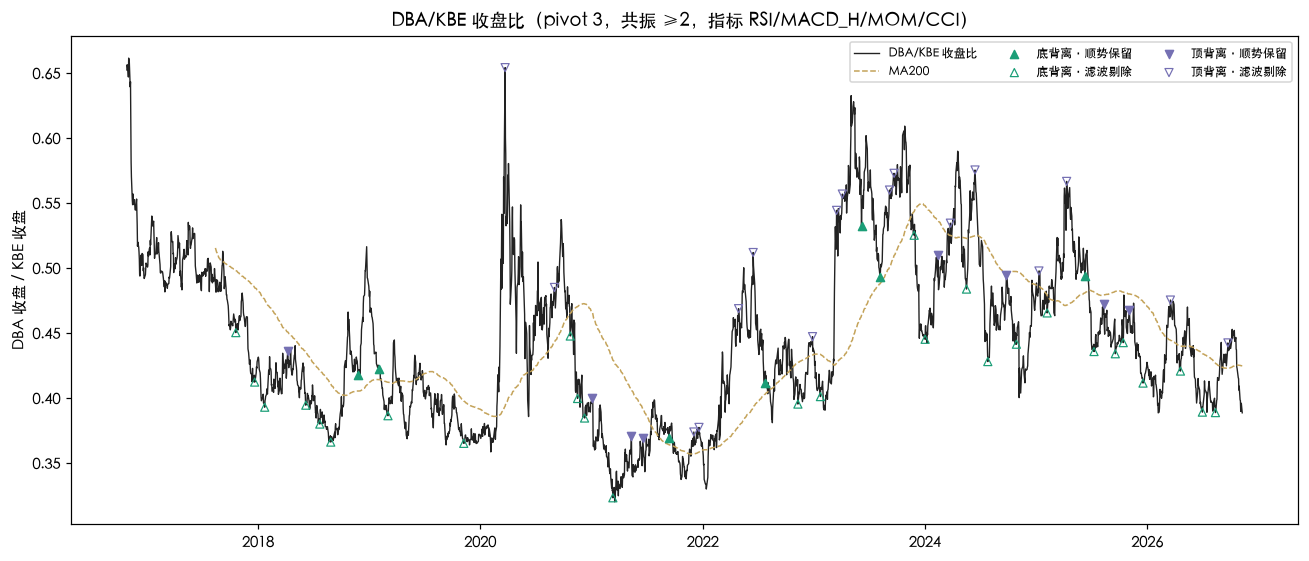 DBA/KBE 收盘比（pivot 3，共振 ≥2，指标 RSI/MACD_H/MOM/CCI）
DBA/KBE 收盘比
MA200
底背离·顺势保留
底背离·滤波剔除
顶背离·顺势保留
顶背离·滤波剔除
DBA 收盘 / KBE 收盘
0.65
0.60
0.55
0.50
0.45
0.40
0.35
2018
2020
2022
2024
2026